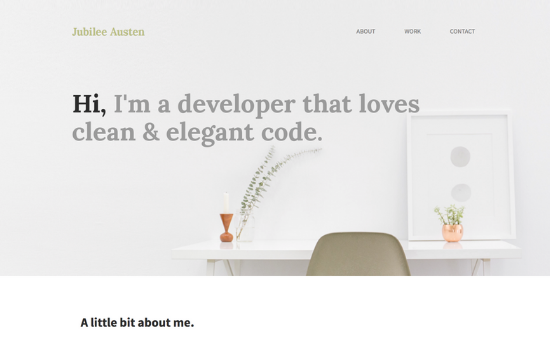 Jubilee Austen
ABOUT WORK CONTACT
Hi, I'm a developer that loves
clean & elegant code.
A little bit about me.